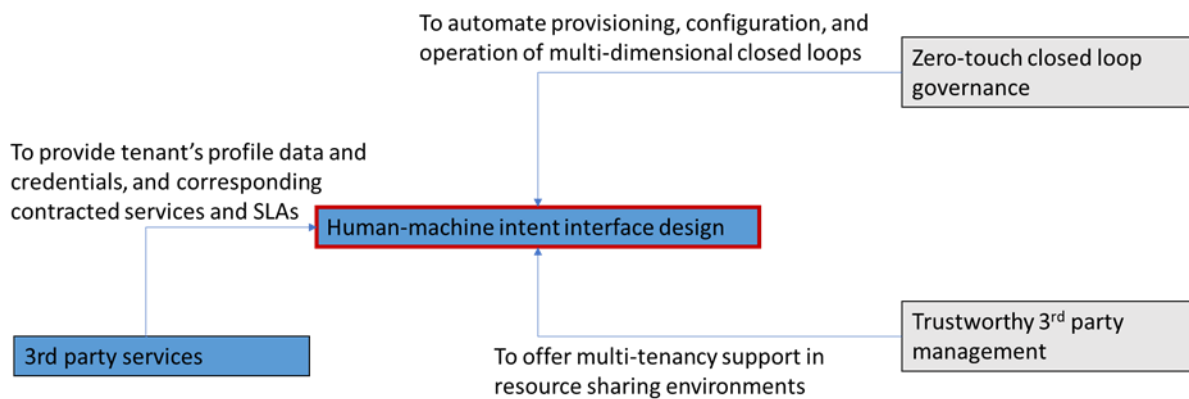 To automate provisioning, configuration, and
operation of multi-dimensional closed loops
Zero-touch closed loop
governance
To provide tenant’s profile data and
credentials, and corresponding
contracted services and SLAs
Human-machine intent interface design
3rd party services
To offer multi-tenancy support in
resource sharing environments
Trustworthy 3rd party
management